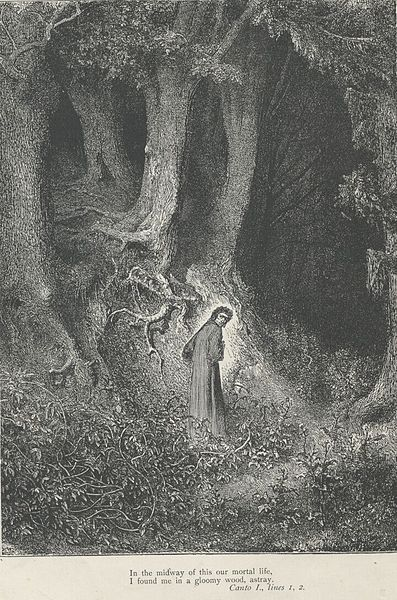 In the midway of this our mortal life,
I found me in a gloomy wood, astray.
Canto I., lines 1, 2.